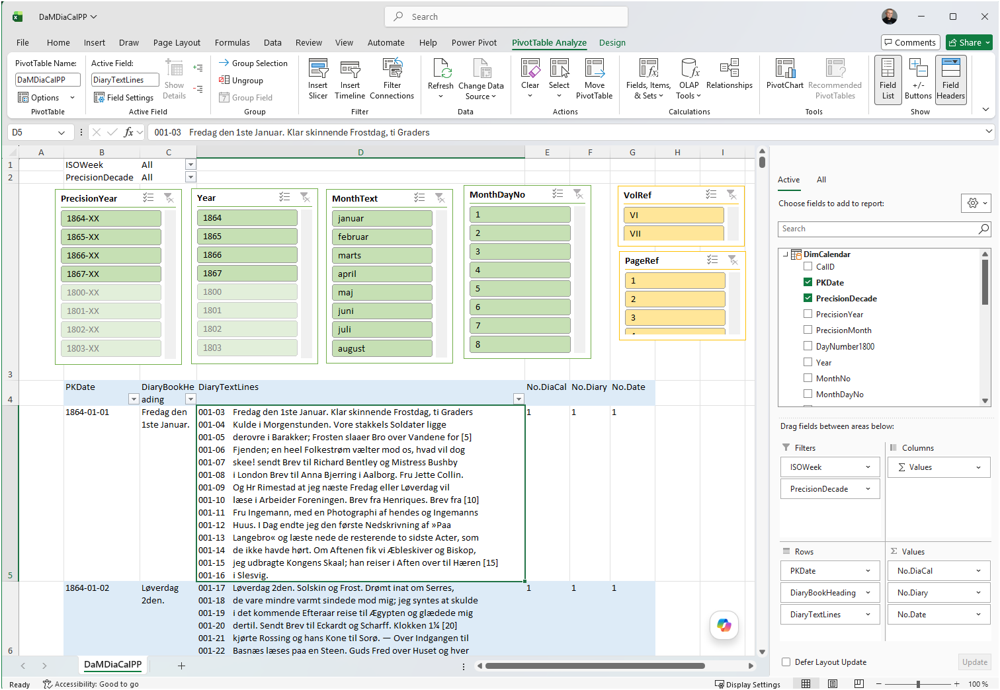 DaMDiaCalPP
Search
File Home Insert Draw Page Layout Formulas Data Review View Automate Help Power Pivot PivotTable Analyze Design Comments Share
PivotTable Name:
DaMDiaCalPP
Options
PivotTable
Active Field:
DiaryTextLines
Field Settings
Show Details
Active Field
Group Selection
Ungroup
Group Field
Group
Insert Slicer
Insert Timeline
Filter Connections
Filter
Refresh
Change Data Source
Data
Clear
Select
Move PivotTable
Actions
Fields, Items, & Sets
OLAP Tools
Relationships
Calculations
PivotChart
Recommended PivotTables
Tools
Field List
+/- Buttons
Field Headers
Show
D5
fx
001-03 Fredag den 1ste Januar. Klar skinnende Frostdag, ti Graders
A B C D E F G H I
1 ISOWeek All
2 PrecisionDecade All
PrecisionYear
1864-XX
1865-XX
1866-XX
1867-XX
1800-XX
1801-XX
1802-XX
1803-XX
Year
1864
1865
1866
1867
1800
1801
1802
1803
MonthText
januar
februar
marts
april
maj
juni
juli
august
MonthDayNo
1
2
3
4
5
6
7
8
VolRef
VI
VII
PageRef
1
2
3
3
4 PKDate DiaryBookHeading DiaryTextLines No.DiaCal No.Diary No.Date
5 1864-01-01
Fredag den
1ste Januar.
001-03 Fredag den 1ste Januar. Klar skinnende Frostdag, ti Graders
001-04 Kulde i Morgenstunden. Vore stakkels Soldater ligge
001-05 derovre i Barakker; Frosten slaaer Bro over Vandene for [5]
001-06 Fjenden; en heel Folkestrøm vælter mod os, hvad vil dog
001-07 skee! sendt Brev til Richard Bentley og Mistress Bushby
001-08 i London Brev til Anna Bjerring i Aalborg. Fru Jette Collin.
001-09 Og Hr Rimestad at jeg næste Fredag eller Løverdag vil
001-10 læse i Arbeider Foreningen. Brev fra Henriques. Brev fra [10]
001-11 Fru Ingemann, med en Photographi af hendes og Ingemanns
001-12 Huus. I Dag endte jeg den første Nedskrivning af »Paa
001-13 Langebro« og læste nede de resterende to sidste Acter, som
001-14 de ikke havde hørt. Om Aftenen fik vi Æbleskiver og Biskop,
001-15 jeg udbragte Kongens Skaal; han reiser i Aften over til Hæren [15]
001-16 i Slesvig.
1 1 1
6 1864-01-02
Løverdag
2den.
001-17 Løverdag 2den. Solskin og Frost. Drømt inat om Serres,
001-18 de vare mindre varmt sindede mod mig; jeg syntes at skulde
001-19 i det kommende Efteraar reise til Ægypten og glædede mig
001-20 dertil. Sendt Brev til Eckardt og Scharff. Klokken 1¼ [20]
001-21 kjørte Rossing og hans Kone til Sorø. — Over Indgangen til
001-22 Basnæs læses paa en Steen. Guds Fred over Huset og hver
1 1 1
Active All
Choose fields to add to report:
Search
DimCalendar
CalID
PKDate
PrecisionDecade
PrecisionYear
PrecisionMonth
DayNumber1800
Year
MonthNo
MonthDayNo
Drag fields between areas below:
Filters
ISOWeek
PrecisionDecade
Columns
Σ Values
Rows
PKDate
DiaryBookHeading
DiaryTextLines
Σ Values
No.DiaCal
No.Diary
No.Date
Defer Layout Update
Update
DaMDiaCalPP
Ready
Accessibility: Good to go
Display Settings
100 %